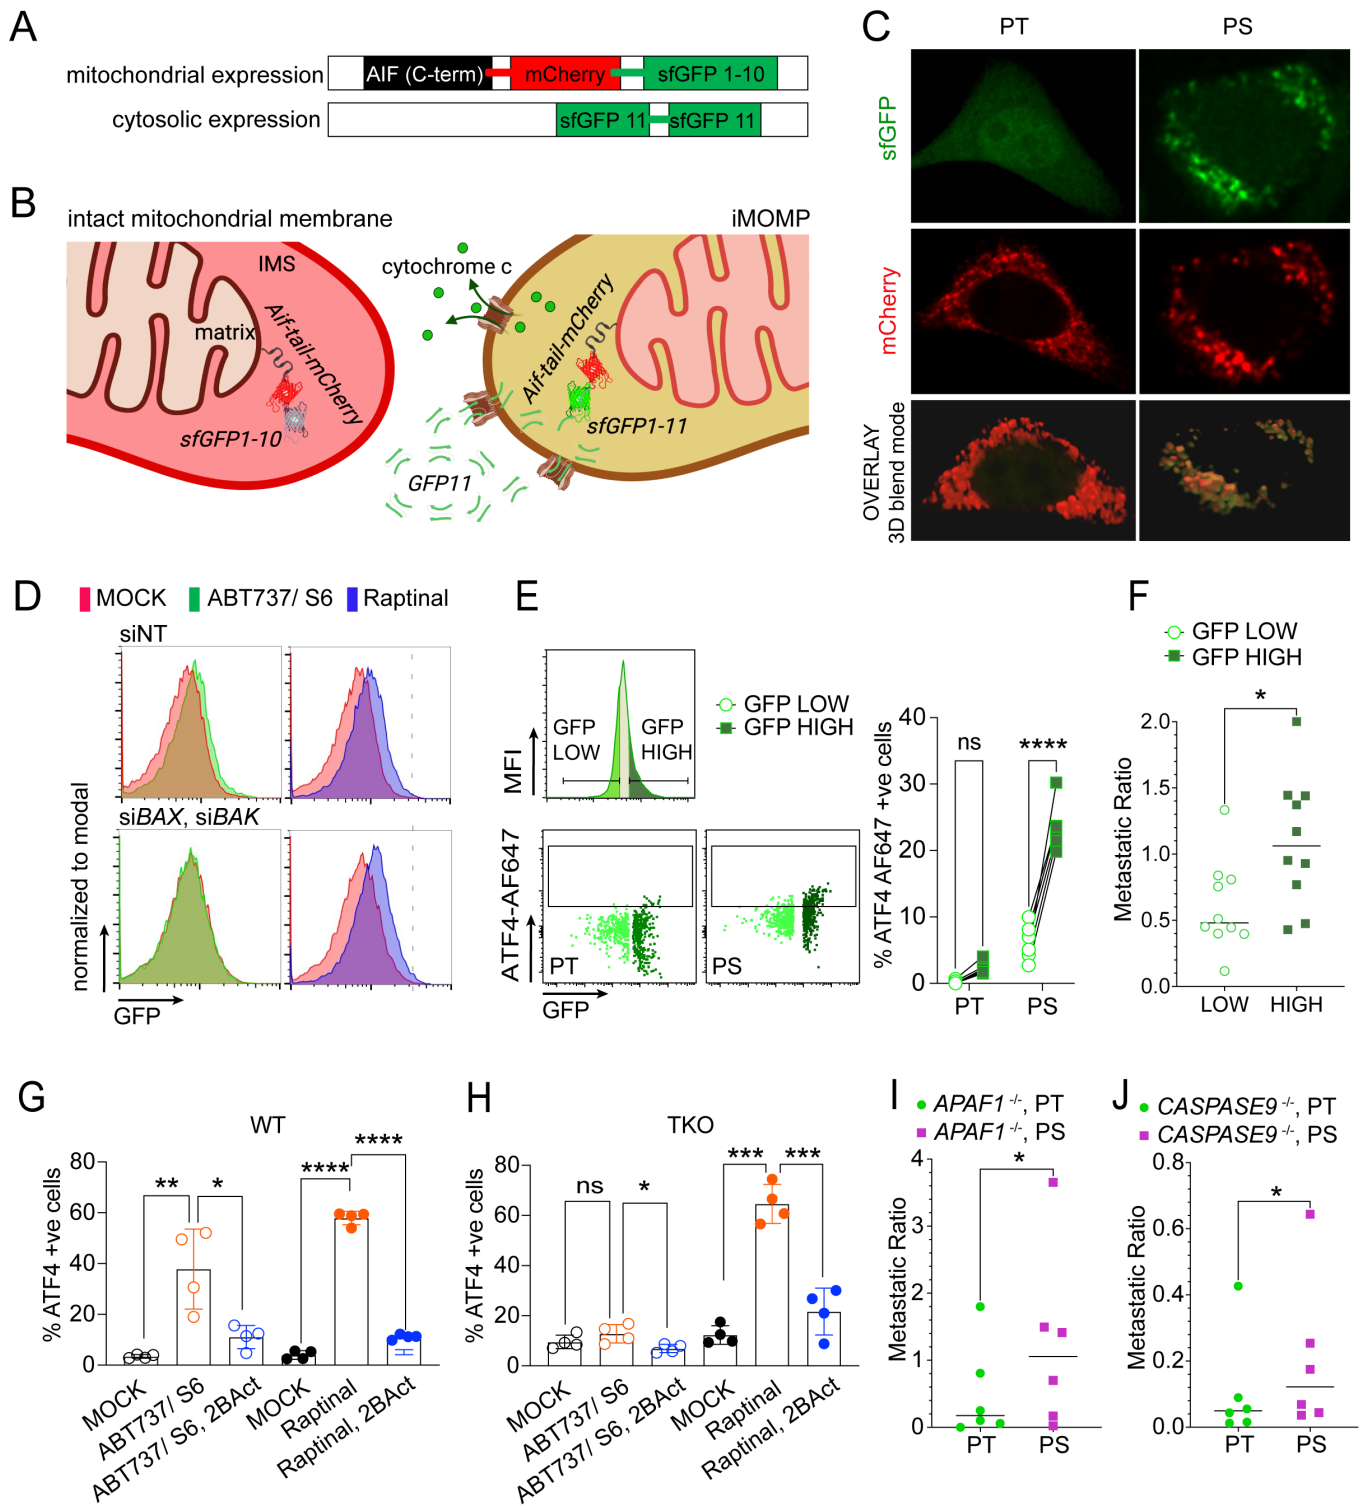 A
mitochondrial expression
AIF (C-term)
mCherry
sfGFP 1-10
cytosolic expression
sfGFP 11
sfGFP 11
B
intact mitochondrial membrane
iMOMP
IMS
matrix
Aif-tail-mCherry
sfGFP1-10
cytochrome c
Aif-tail-mCherry
sfGFP1-11
GFP11
C
PT
PS
sfGFP
mCherry
OVERLAY
3D blend mode
D
MOCK
ABT737/ S6
Raptinal
siNT
siBAX, siBAK
normalized to modal
GFP
E
MFI
GFP
LOW
GFP
HIGH
GFP LOW
GFP HIGH
ATF4-AF647
PT
PS
GFP
% ATF4 AF647 +ve cells
40
30
20
10
0
ns
****
PT
PS
F
GFP LOW
GFP HIGH
*
Metastatic Ratio
2.0
1.5
1.0
0.5
0.0
LOW
HIGH
G
WT
% ATF4 +ve cells
80
60
40
20
0
**
*
****
****
MOCK
ABT737/ S6
ABT737/ S6, 2BAct
MOCK
Raptinal
Raptinal, 2BAct
H
TKO
% ATF4 +ve cells
80
60
40
20
0
ns
*
***
***
MOCK
ABT737/ S6
ABT737/ S6, 2BAct
MOCK
Raptinal
Raptinal, 2BAct
I
APAF1 -/-, PT
APAF1 -/-, PS
*
Metastatic Ratio
4
3
2
1
0
PT
PS
J
CASPASE9 -/-, PT
CASPASE9 -/-, PS
*
Metastatic Ratio
0.8
0.6
0.4
0.2
0.0
PT
PS